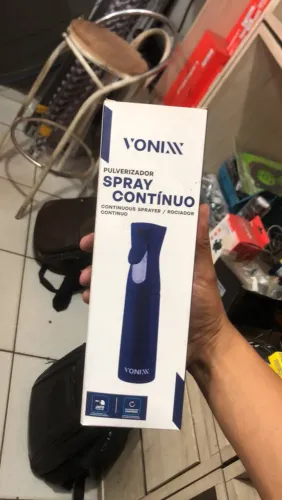 VONIXX
PULVERIZADOR
SPRAY
CONTÍNUO
CONTINUOUS SPRAYER / ROCIADOR
CONTINUO
VONIXX